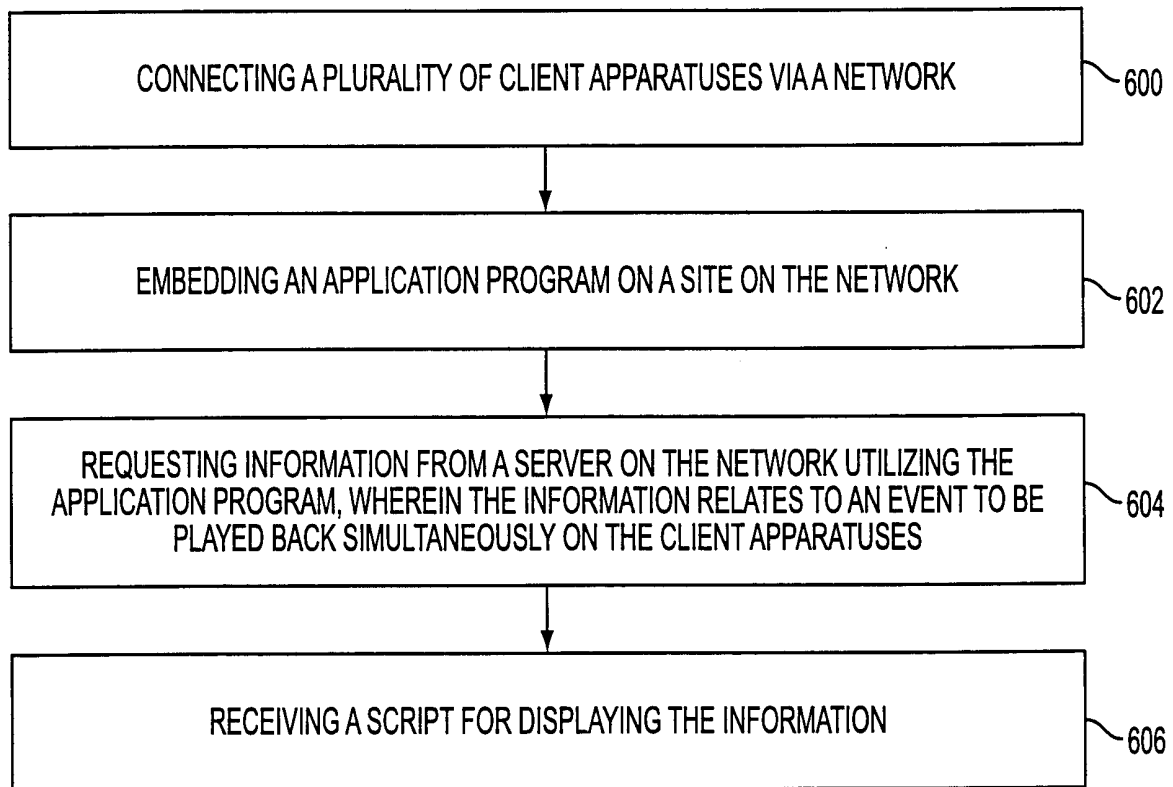 CONNECTING A PLURALITY OF CLIENT APPARATUSES VIA A NETWORK
600
EMBEDDING AN APPLICATION PROGRAM ON A SITE ON THE NETWORK
602
REQUESTING INFORMATION FROM A SERVER ON THE NETWORK UTILIZING THE
APPLICATION PROGRAM, WHEREIN THE INFORMATION RELATES TO AN EVENT TO BE
PLAYED BACK SIMULTANEOUSLY ON THE CLIENT APPARATUSES
604
RECEIVING A SCRIPT FOR DISPLAYING THE INFORMATION
606